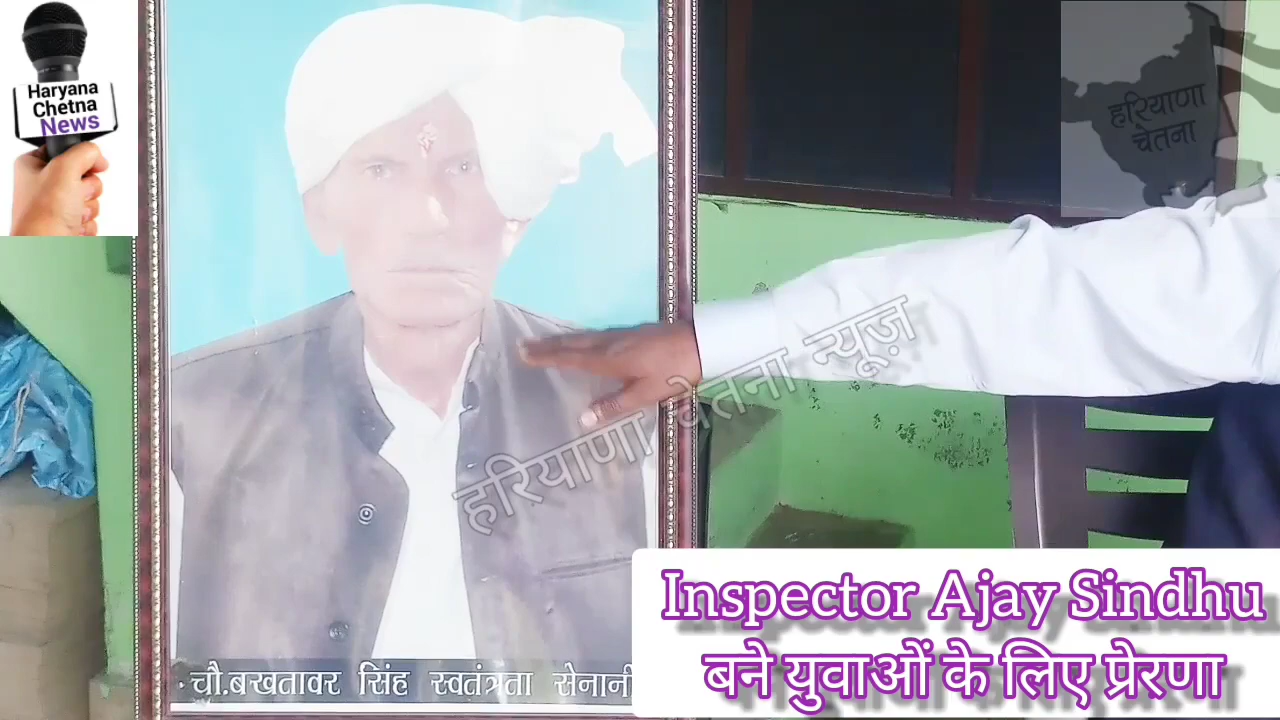 Haryana
Chetna
News
हरियाणा
चेतना
हरियाणा चेतना न्यूज़
चौ.बखतावर सिंह स्वतंत्रता सेनानी
Inspector Ajay Sindhu
बने युवाओं के लिए प्रेरणा